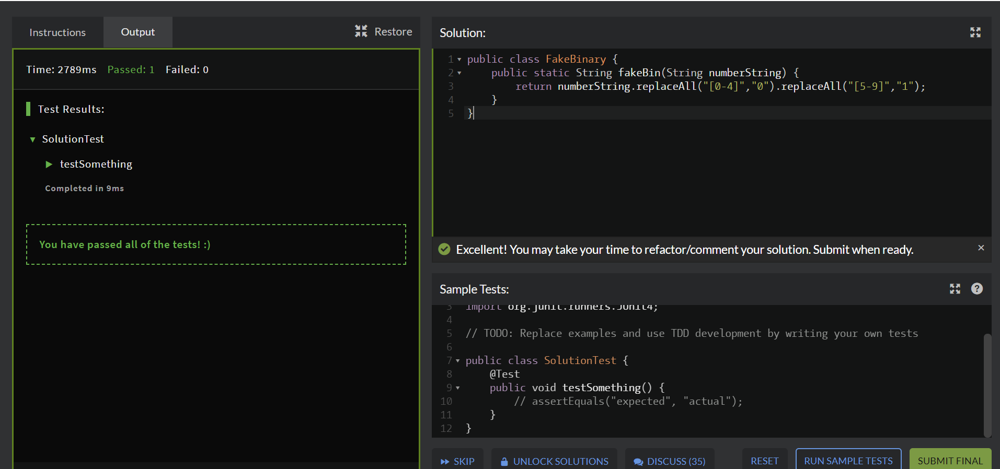 Instructions
Output
Restore
Time: 2789ms Passed: 1 Failed: 0
Test Results:
SolutionTest
testSomething
Completed in 9ms
You have passed all of the tests! :)
Solution:
1 public class FakeBinary {
2 public static String fakeBin(String numberString) {
3 return numberString.replaceAll("[0-4]","0").replaceAll("[5-9]","1");
4 }
5 }
Excellent! You may take your time to refactor/comment your solution. Submit when ready.
Sample Tests:
3 import org.junit.runners.JUnit4;
4
5 // TODO: Replace examples and use TDD development by writing your own tests
6
7 public class SolutionTest {
8 @Test
9 public void testSomething() {
10 // assertEquals("expected", "actual");
11 }
12 }
SKIP
UNLOCK SOLUTIONS
DISCUSS (35)
RESET
RUN SAMPLE TESTS
SUBMIT FINAL